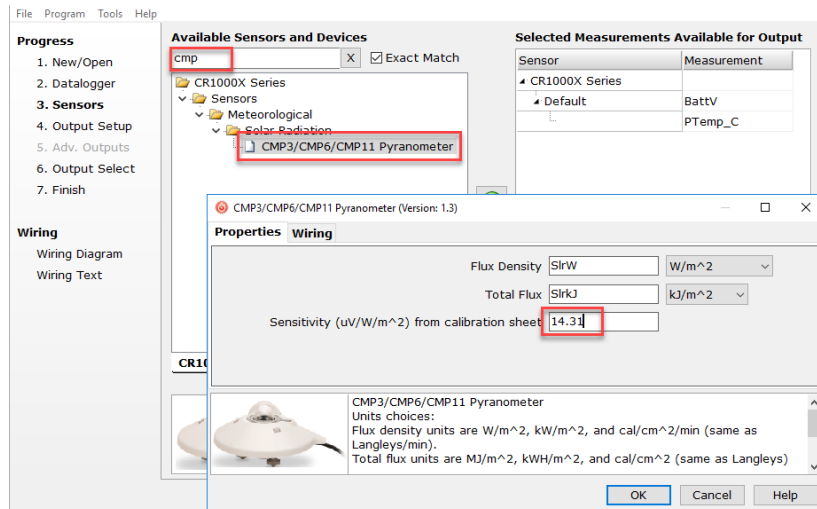 File Program Tools Help
Progress
1. New/Open
2. Datalogger
3. Sensors
4. Output Setup
5. Adv. Outputs
6. Output Select
7. Finish
Wiring
Wiring Diagram
Wiring Text
Available Sensors and Devices
cmp X Exact Match
CR1000X Series
Sensors
Meteorological
Solar Radiation
CMP3/CMP6/CMP11 Pyranometer
CR10
Selected Measurements Available for Output
Sensor Measurement
CR1000X Series
Default BattV
PTemp_C
CMP3/CMP6/CMP11 Pyranometer (Version: 1.3)
Properties Wiring
Flux Density SlrW W/m^2
Total Flux SlrkJ kJ/m^2
Sensitivity (uV/W/m^2) from calibration sheet 14.31
CMP3/CMP6/CMP11 Pyranometer
Units choices:
Flux density units are W/m^2, kW/m^2, and cal/cm^2/min (same as
Langleys/min).
Total flux units are MJ/m^2, kWH/m^2, and cal/cm^2 (same as Langleys)
OK Cancel Help